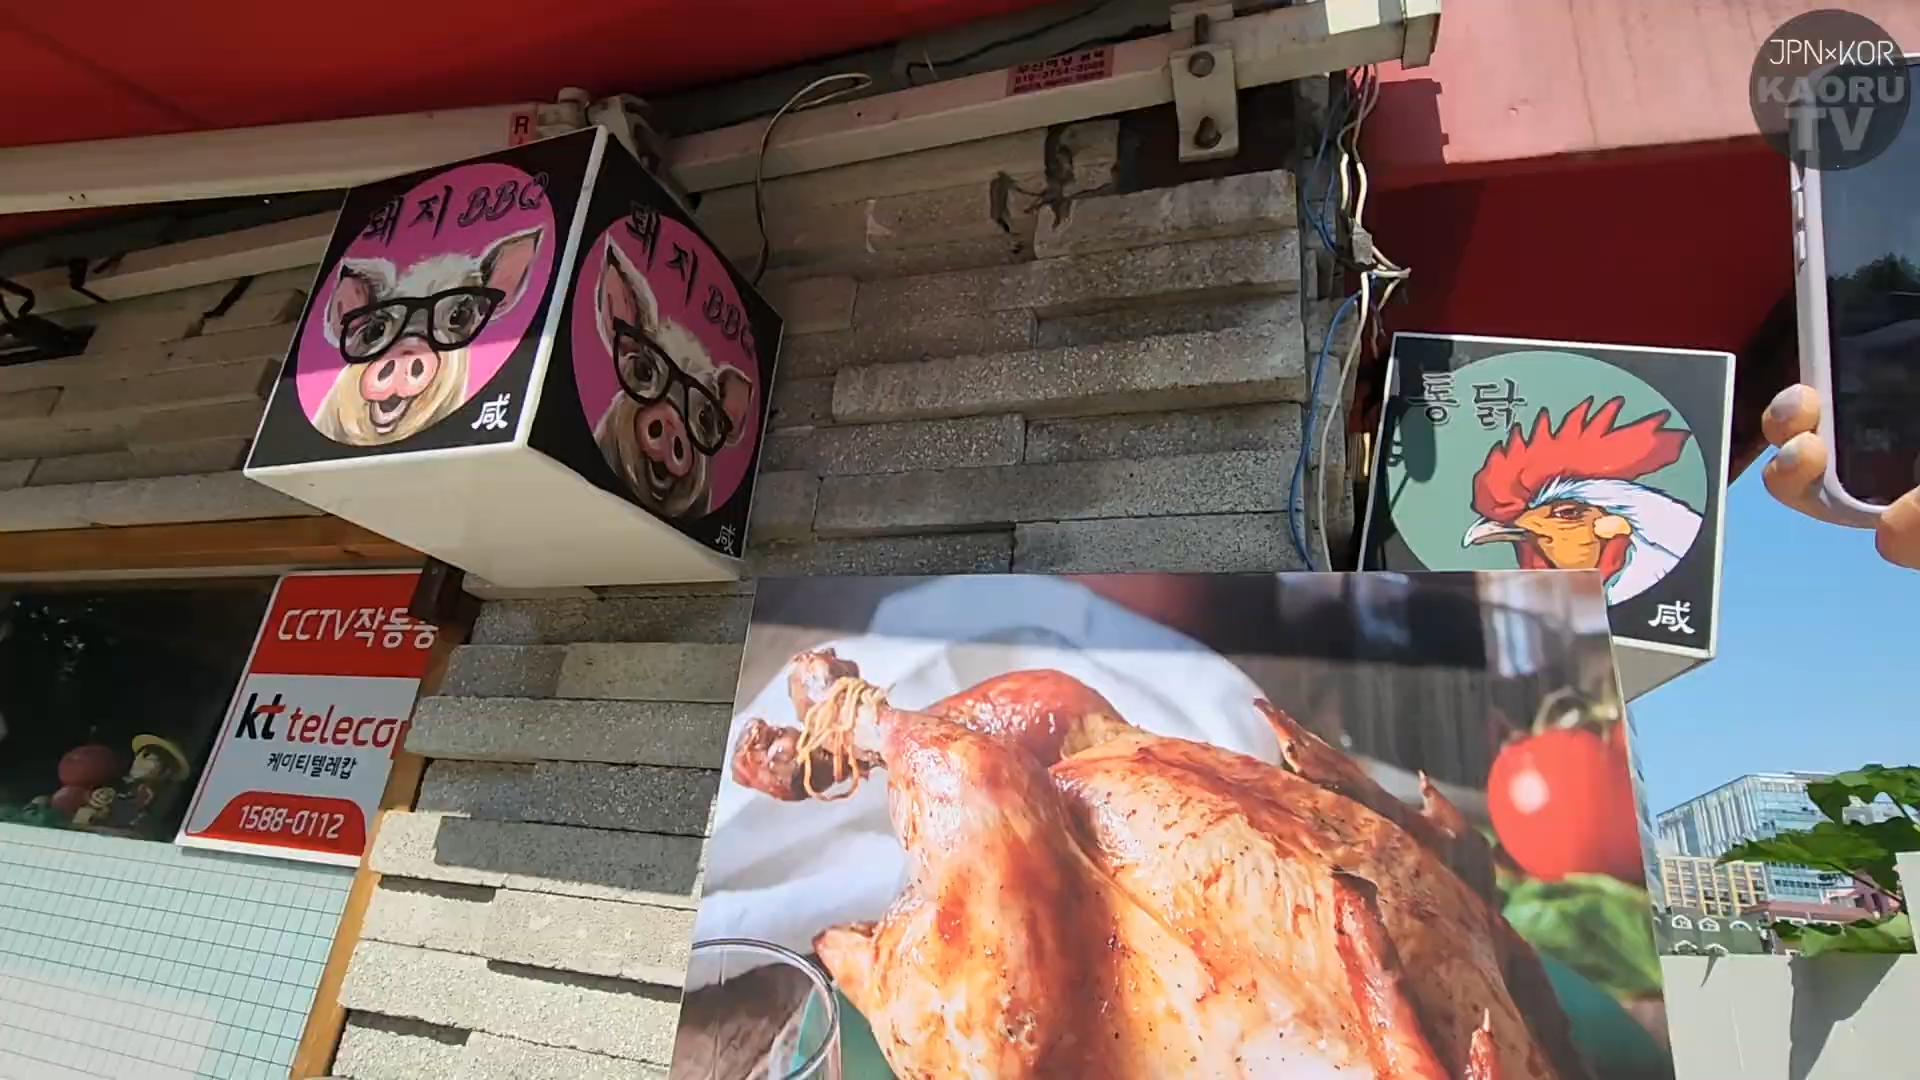 JPN×KOR
KAORU
TV
R
돼지 BBQ
咸
돼지 BBQ
咸
통닭
咸
CCTV작동중
kt telecop
케이티텔레캅
1588-0112